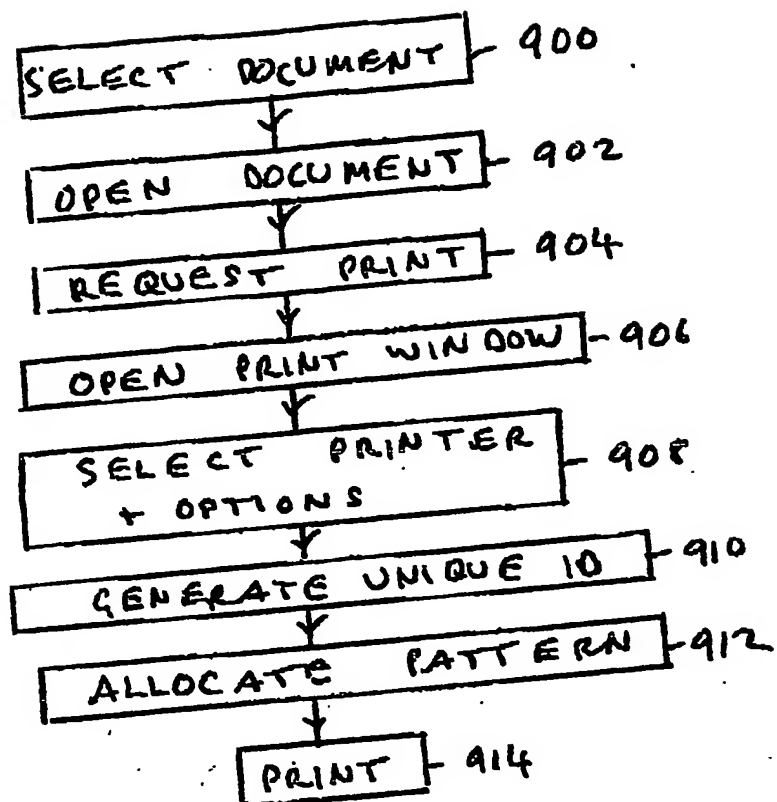 SELECT DOCUMENT 900
OPEN DOCUMENT 902
REQUEST PRINT 904
OPEN PRINT WINDOW 906
SELECT PRINTER
+ OPTIONS 908
GENERATE UNIQUE ID 910
ALLOCATE PATTERN 912
PRINT 914